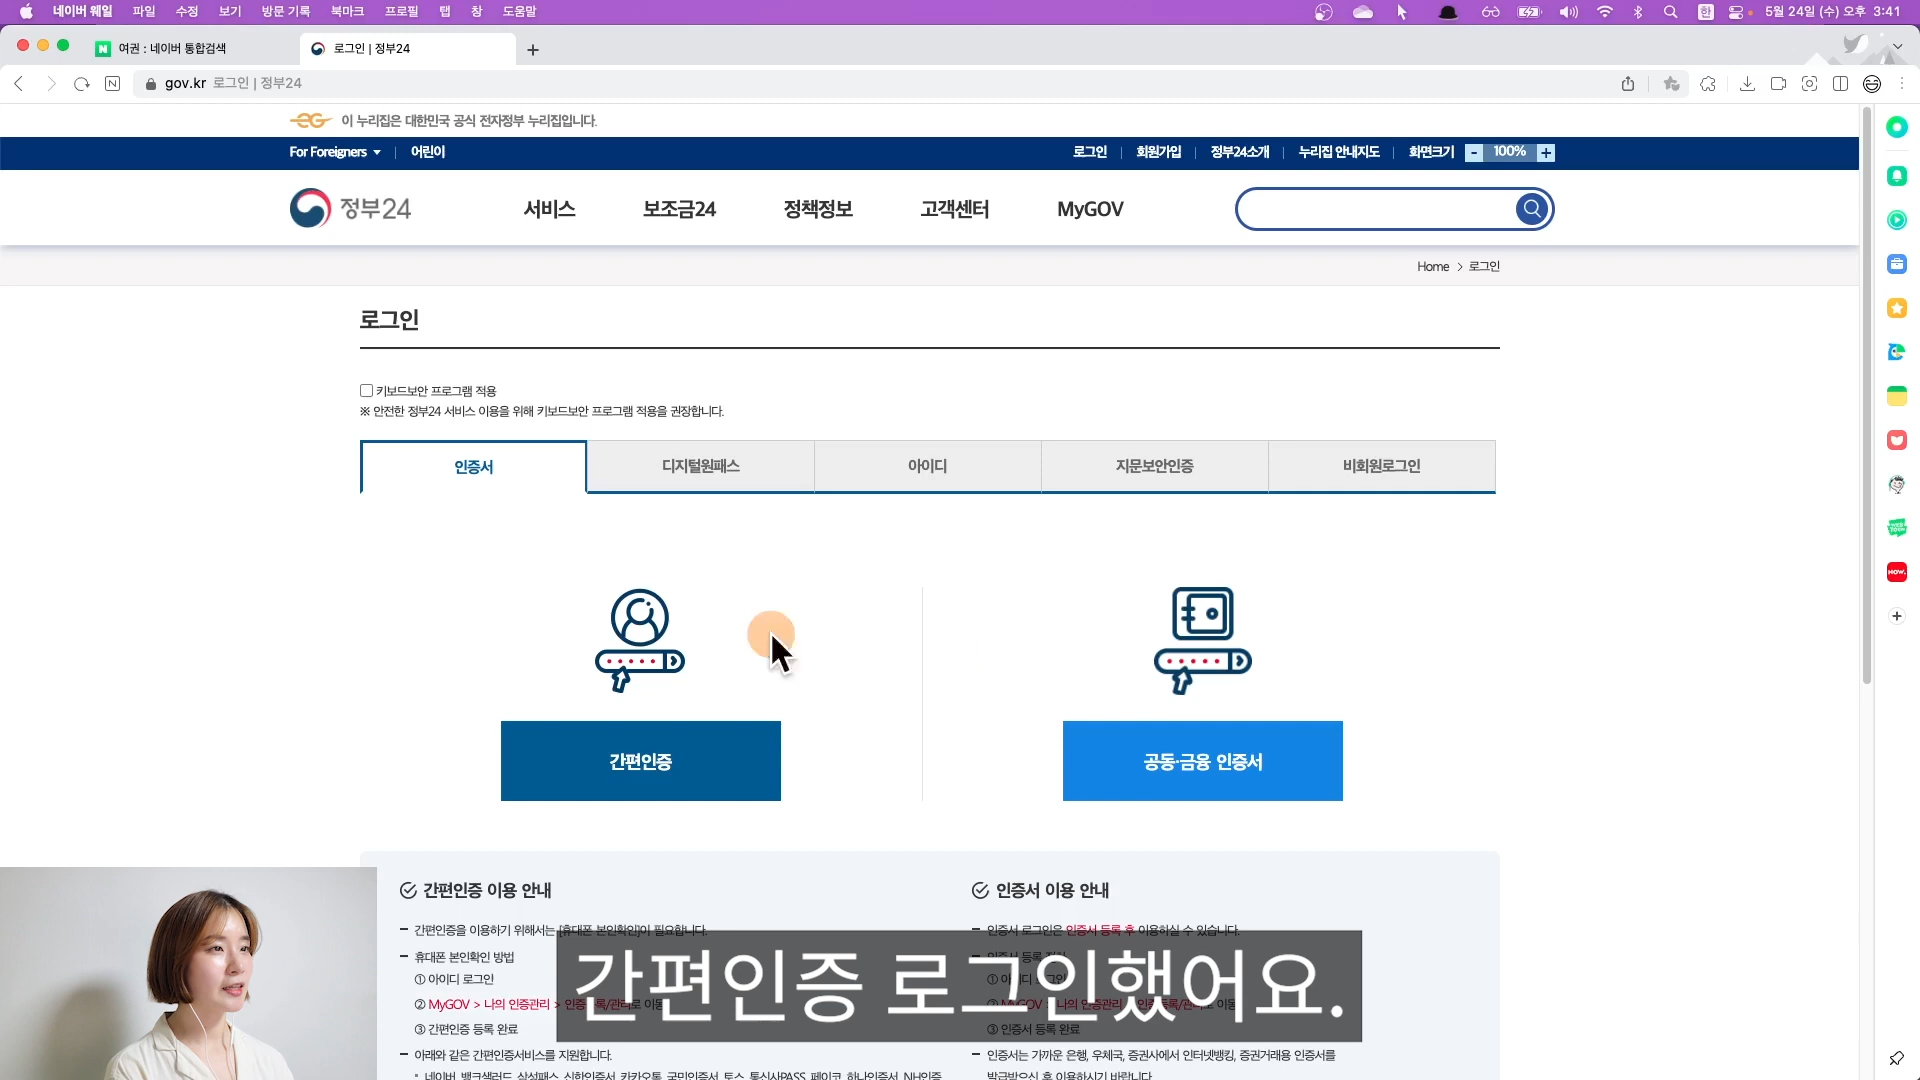 네이버 웨일 파일 수정 보기 방문 기록 북마크 프로필 탭 창 도움말 한 5월 24일 (수) 오후 3:41
여권 : 네이버 통합검색 로그인 | 정부24
gov.kr 로그인 | 정부24
이 누리집은 대한민국 공식 전자정부 누리집입니다.
For Foreigners 어린이 로그인 회원가입 정부24소개 누리집 안내지도 화면크기 - 100% +
정부24 서비스 보조금24 정책정보 고객센터 MyGOV
Home > 로그인
로그인
키보드보안 프로그램 적용
※ 안전한 정부24 서비스 이용을 위해 키보드보안 프로그램 적용을 권장합니다.
인증서 디지털원패스 아이디 지문보안인증 비회원로그인
간편인증 공동·금융 인증서
간편인증 이용 안내
- 간편인증을 이용하기 위해서는 [휴대폰 본인확인]이 필요합니다.
- 휴대폰 본인확인 방법
① 아이디 로그인
② MyGOV > 나의 인증관리 > 인증등록/관리로 이동
③ 간편인증 등록 완료
- 아래와 같은 간편인증서비스를 지원합니다.
* 네이버, 뱅크샐러드, 삼성패스, 신한인증서, 카카오톡, 국민인증서, 토스, 통신사PASS, 페이코, 하나인증서, NH인증
인증서 이용 안내
- 인증서 로그인은 인증서 등록 후 이용하실 수 있습니다.
- 인증서 등록 절차
① 아이디 로그인
② MyGOV > 나의 인증관리 > 인증등록/관리로 이동
③ 인증서 등록 완료
- 인증서는 가까운 은행, 우체국, 증권사에서 인터넷뱅킹, 증권거래용 인증서를
발급받으신 후 이용하시기 바랍니다.
간편인증 로그인했어요.
NOW.